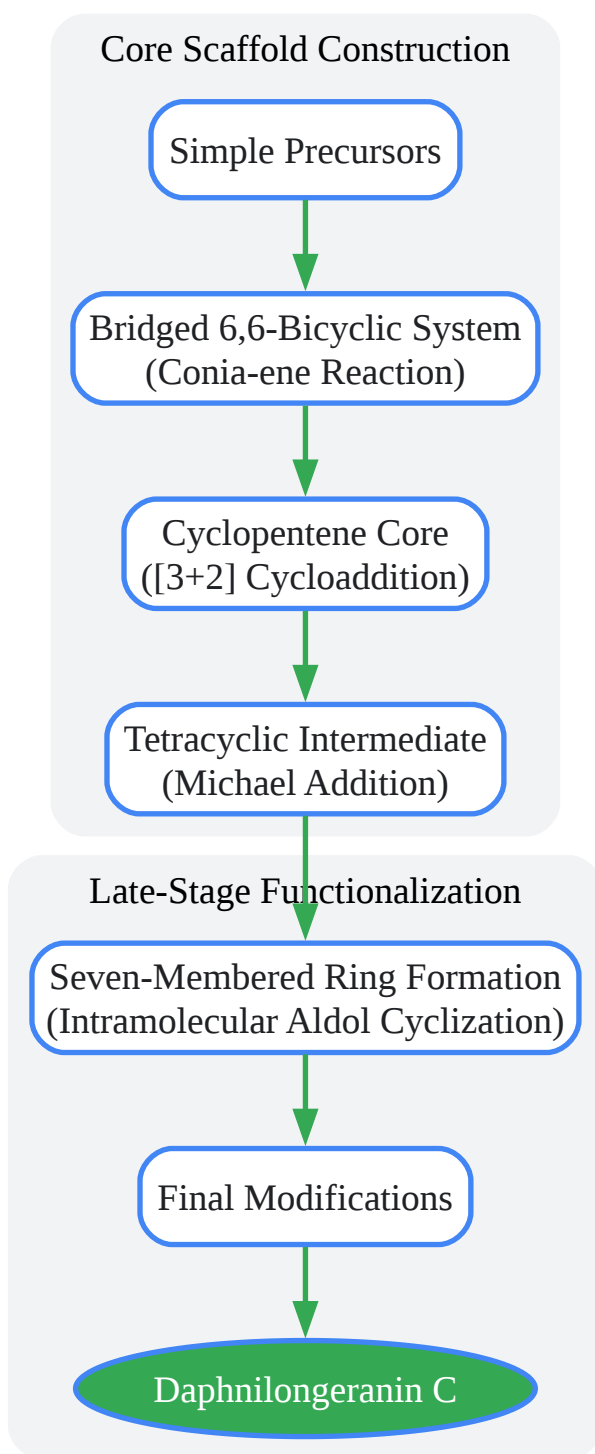 Core Scaffold Construction
Simple Precursors
Bridged 6,6-Bicyclic System
(Conia-ene Reaction)
Cyclopentene Core
([3+2] Cycloaddition)
Tetracyclic Intermediate
(Michael Addition)
Late-Stage Functionalization
Seven-Membered Ring Formation
(Intramolecular Aldol Cyclization)
Final Modifications
Daphnilongeranin C